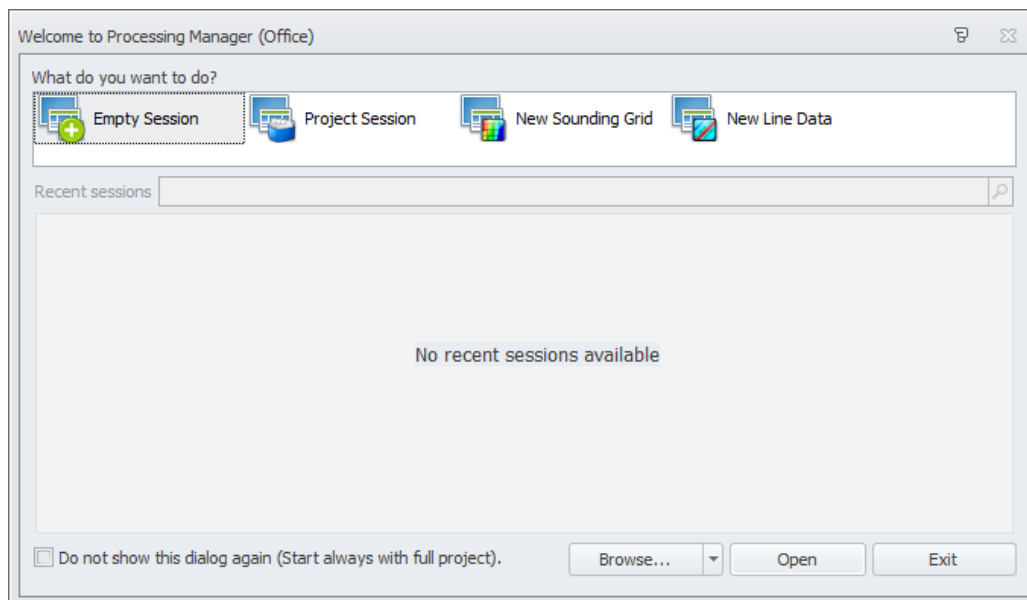 Welcome to Processing Manager (Office)
What do you want to do?
Empty Session
Project Session
New Sounding Grid
New Line Data
Recent sessions
No recent sessions available
Do not show this dialog again (Start always with full project).
Browse...
Open
Exit